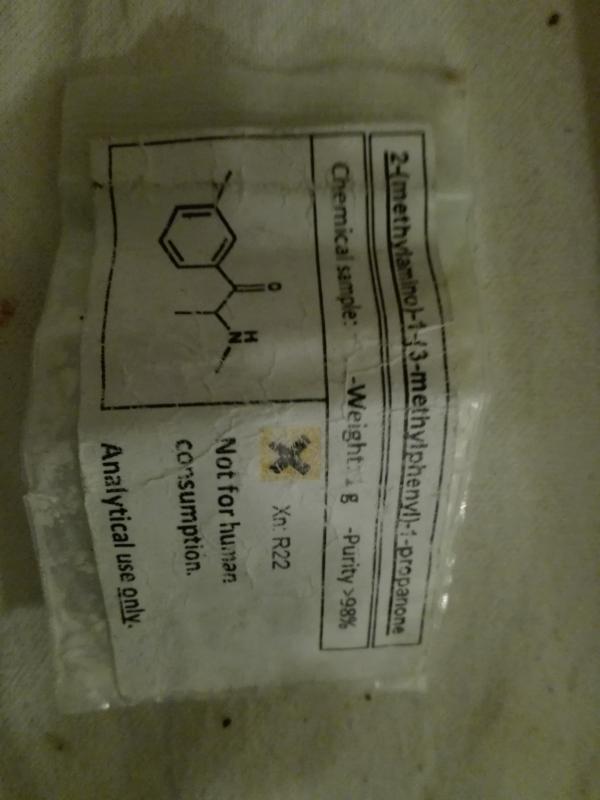 2-(methylamino)-1-(3-methylphenyl)-1-propanone
Chemical sample: -Weight: 1 g -Purity >98%
O
H
N
Xn: R22
Not for human
consumption.
Analytical use only.